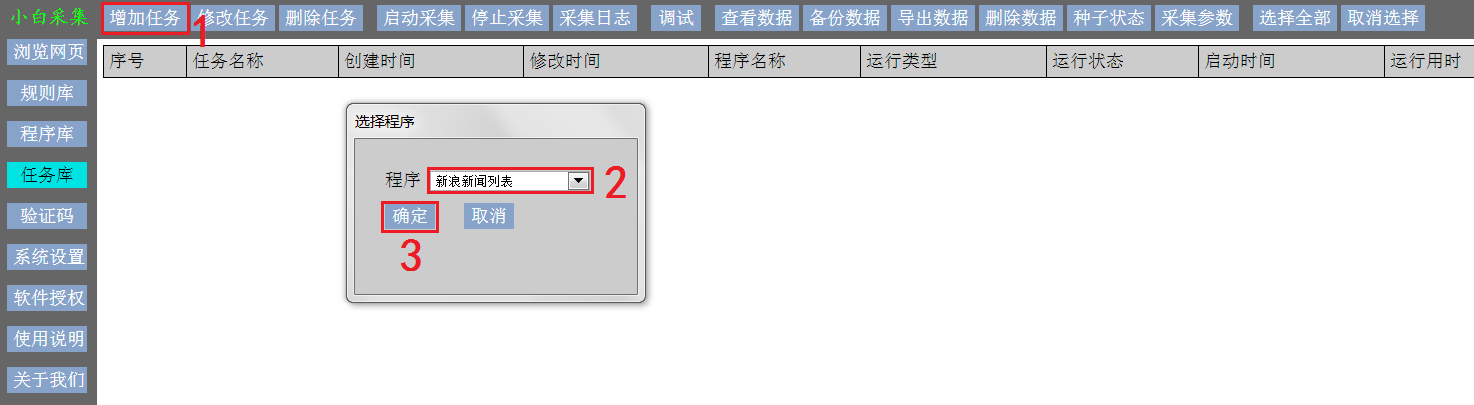 小白采集 增加任务 修改任务 删除任务 启动采集 停止采集 采集日志 调试 查看数据 备份数据 导出数据 删除数据 种子状态 采集参数 选择全部 取消选择
1
浏览网页
序号 任务名称 创建时间 修改时间 程序名称 运行类型 运行状态 启动时间 运行用时
规则库
程序库
任务库
验证码
系统设置
软件授权
使用说明
关于我们
选择程序
程序 新浪新闻列表 2
确定 取消
3